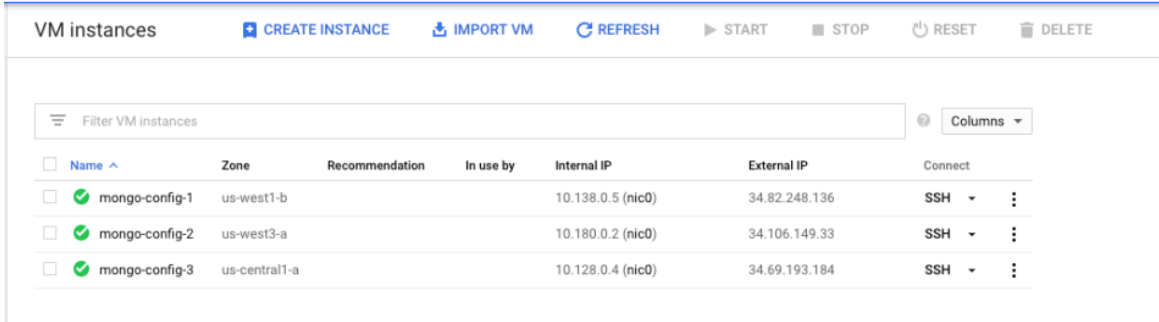 VM instances CREATE INSTANCE IMPORT VM REFRESH START STOP RESET DELETE
Filter VM instances Columns
Name Zone Recommendation In use by Internal IP External IP Connect
mongo-config-1 us-west1-b 10.138.0.5 (nic0) 34.82.248.136 SSH
mongo-config-2 us-west3-a 10.180.0.2 (nic0) 34.106.149.33 SSH
mongo-config-3 us-central1-a 10.128.0.4 (nic0) 34.69.193.184 SSH